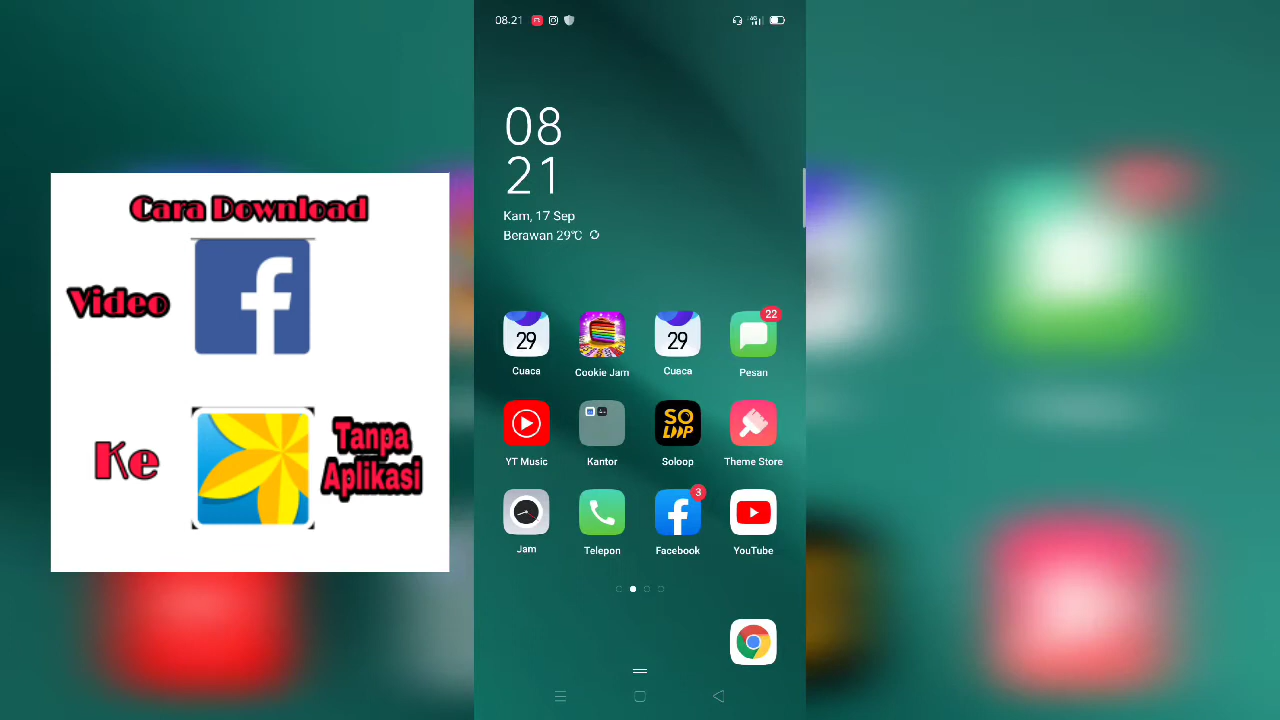 Cara Download
Video
Ke
Tanpa
Aplikasi
08.21
08
21
Kam, 17 Sep
Berawan 29°C
29
Cuaca
Cookie Jam
29
Cuaca
22
Pesan
YT Music
Kantor
SO
LOOP
Soloop
Theme Store
Jam
Telepon
3
Facebook
YouTube